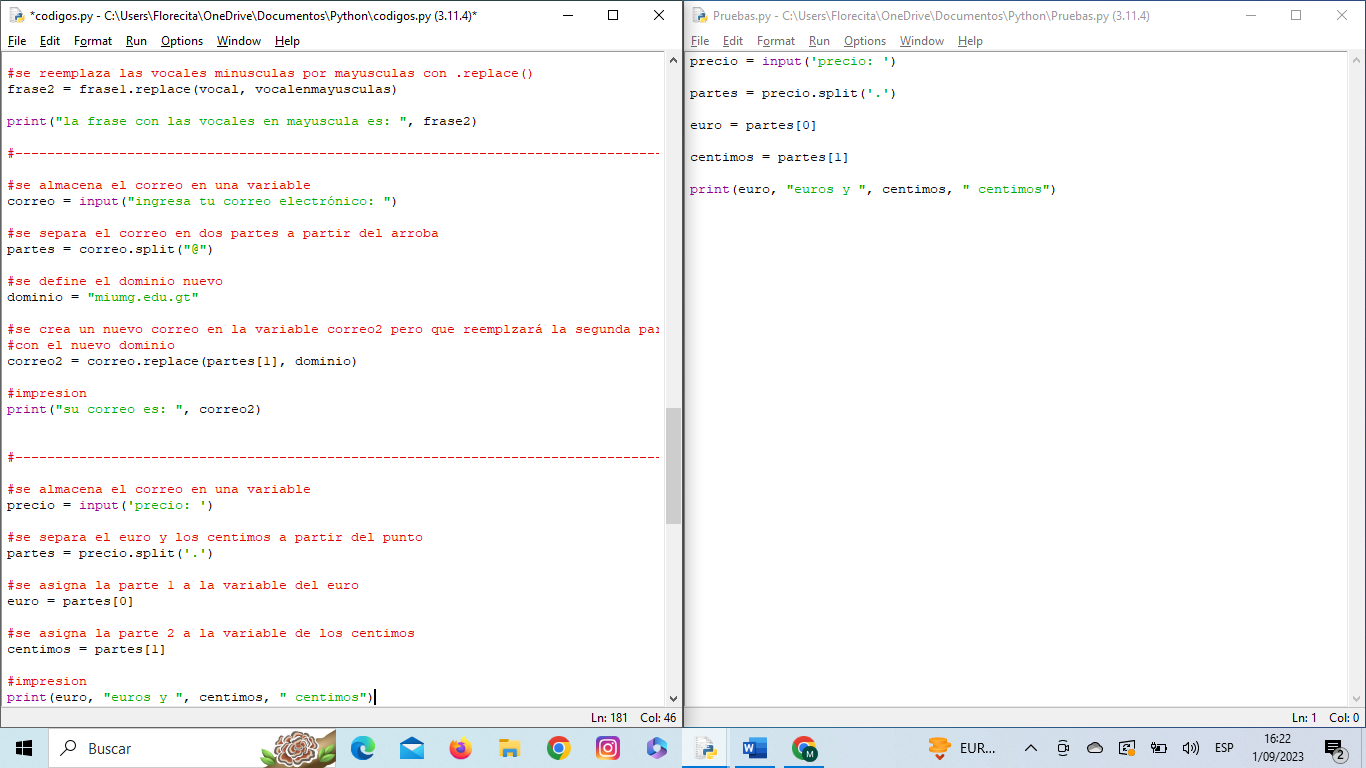 *codigos.py - C:\Users\Florecita\OneDrive\Documentos\Python\codigos.py (3.11.4)*
File Edit Format Run Options Window Help
#se reemplaza las vocales minusculas por mayusculas con .replace()
frase2 = frase1.replace(vocal, vocalenmayusculas)
print("la frase con las vocales en mayuscula es: ", frase2)
#--------------------------------------------------------------------------------
#se almacena el correo en una variable
correo = input("ingresa tu correo electrónico: ")
#se separa el correo en dos partes a partir del arroba
partes = correo.split("@")
#se define el dominio nuevo
dominio = "miumg.edu.gt"
#se crea un nuevo correo en la variable correo2 pero que reemplzará la segunda par
#con el nuevo dominio
correo2 = correo.replace(partes[1], dominio)
#impresion
print("su correo es: ", correo2)
#--------------------------------------------------------------------------------
#se almacena el correo en una variable
precio = input('precio: ')
#se separa el euro y los centimos a partir del punto
partes = precio.split('.')
#se asigna la parte 1 a la variable del euro
euro = partes[0]
#se asigna la parte 2 a la variable de los centimos
centimos = partes[1]
#impresion
print(euro, "euros y ", centimos, " centimos")
Ln: 181 Col: 46
Pruebas.py - C:\Users\Florecita\OneDrive\Documentos\Python\Pruebas.py (3.11.4)
File Edit Format Run Options Window Help
precio = input('precio: ')
partes = precio.split('.')
euro = partes[0]
centimos = partes[1]
print(euro, "euros y ", centimos, " centimos")
Ln: 1 Col: 0
Buscar
W
M
EUR...
ESP
16:22
1/09/2023
2